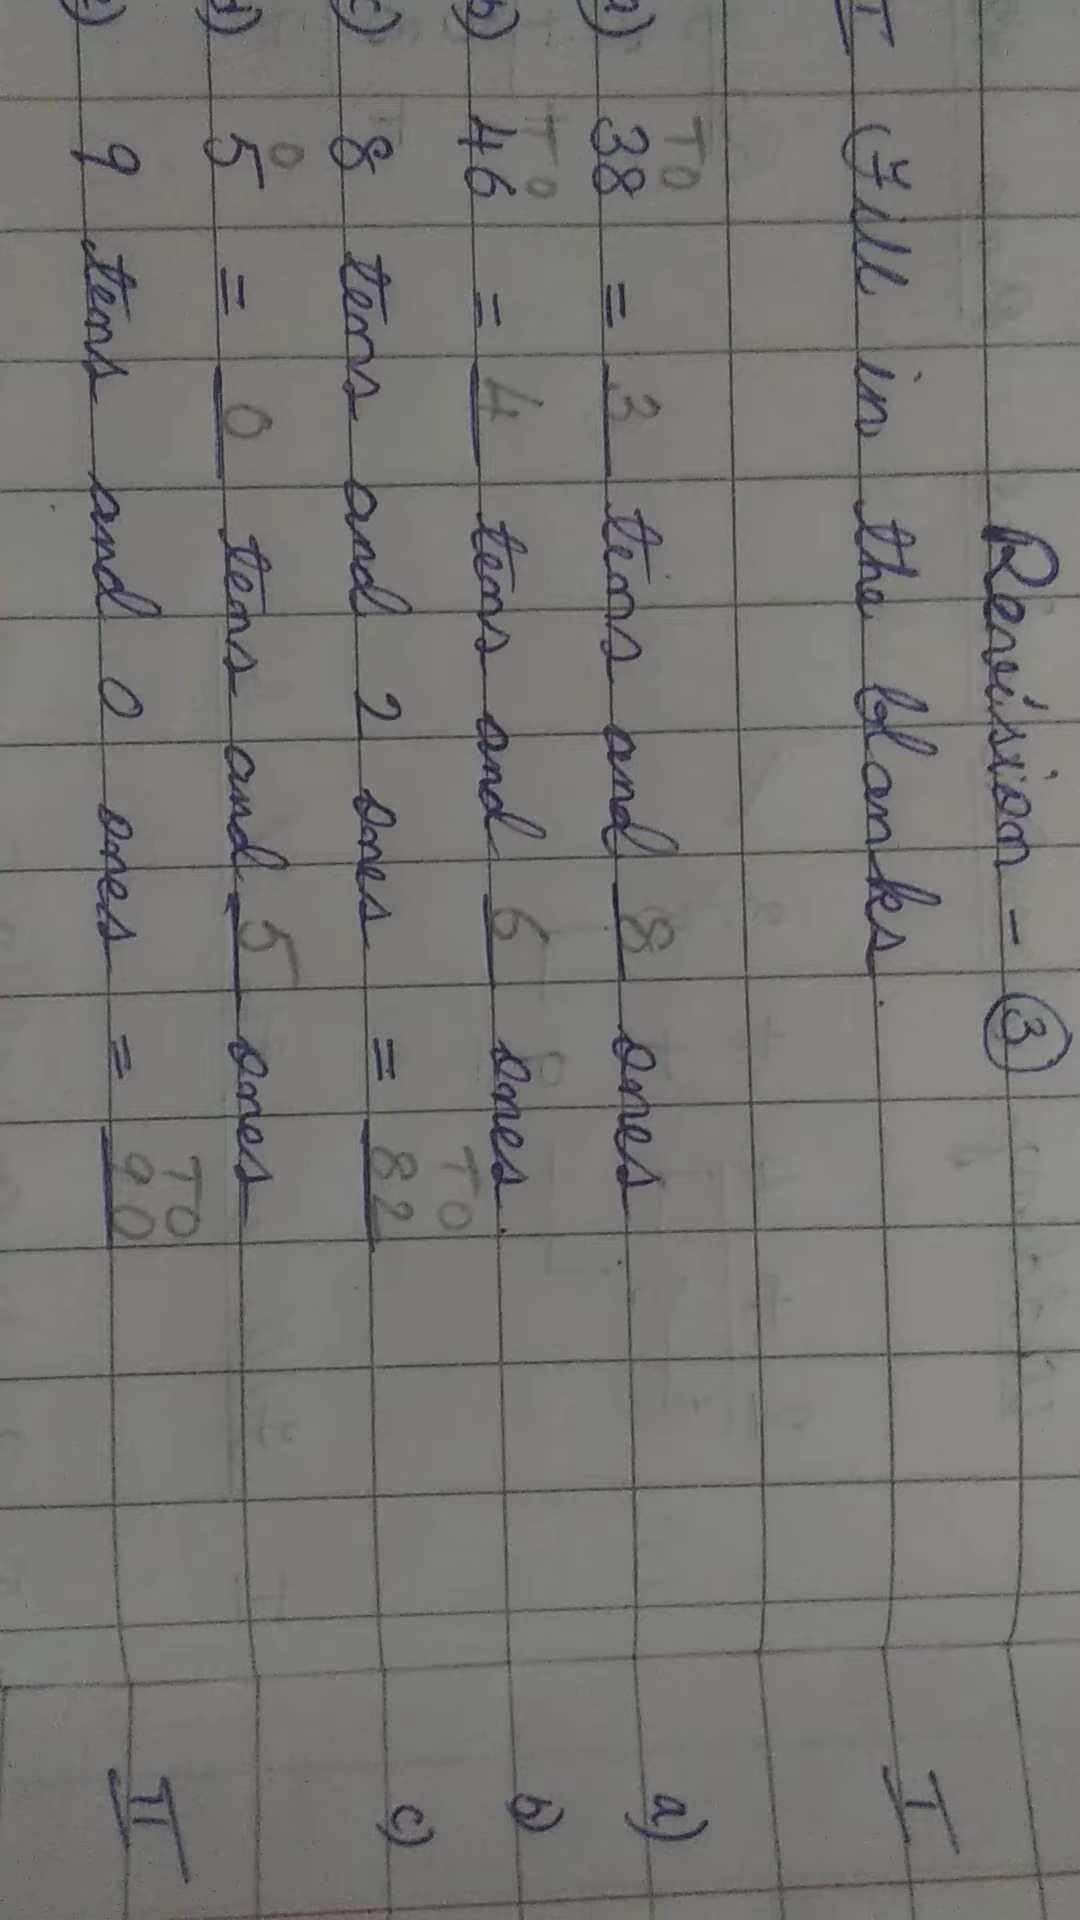 Revision - 3
I Fill in the blanks.
T O
a) 38 = 3 tens and 8 ones
T O
b) 46 = 4 tens and 6 ones.
T O
c) 8 tens and 2 ones = 82
O
d) 5 = 0 tens and 5 ones
T O
e) 9 tens and 0 ones = 90
I
a)
b)
c)
II